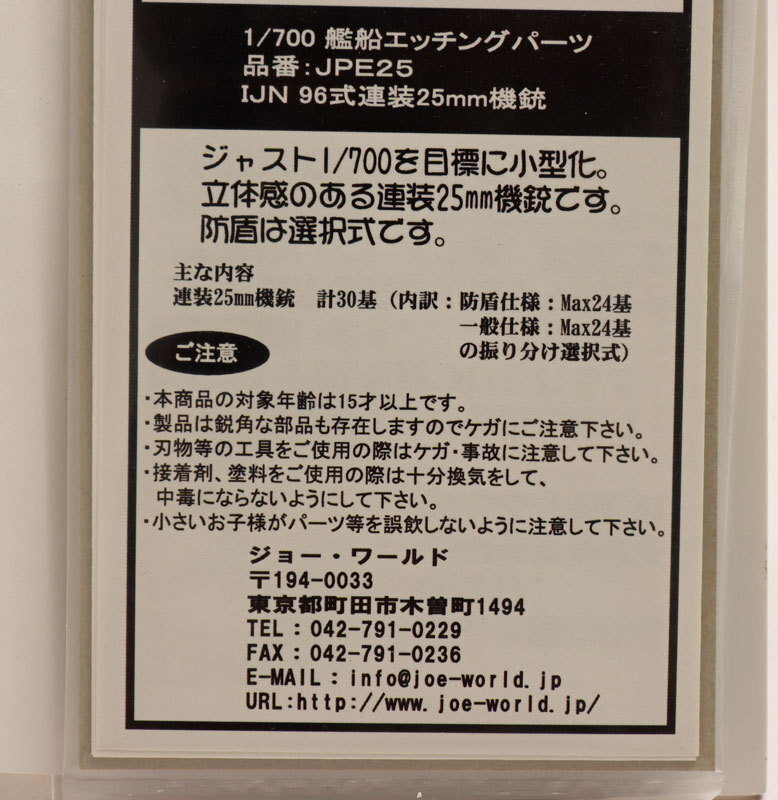 1/700 艦船エッチングパーツ
品番:JPE25
IJN 96式連装25mm機銃
ジャスト1/700を目標に小型化。
立体感のある連装25mm機銃です。
防盾は選択式です。
主な内容
連装25mm機銃 計30基（内訳：防盾仕様：Max24基
一般仕様：Max24基
の振り分け選択式）
ご注意
・本商品の対象年齢は15才以上です。
・製品は鋭角な部品も存在しますのでケガにご注意下さい。
・刃物等の工具をご使用の際はケガ・事故に注意して下さい。
・接着剤、塗料をご使用の際は十分換気をして、
中毒にならないようにして下さい。
・小さいお子様がパーツ等を誤飲しないように注意して下さい。
ジョー・ワールド
〒194-0033
東京都町田市木曽町1494
TEL : 042-791-0229
FAX : 042-791-0236
E-MAIL : info@joe-world.jp
URL:http://www.joe-world.jp/